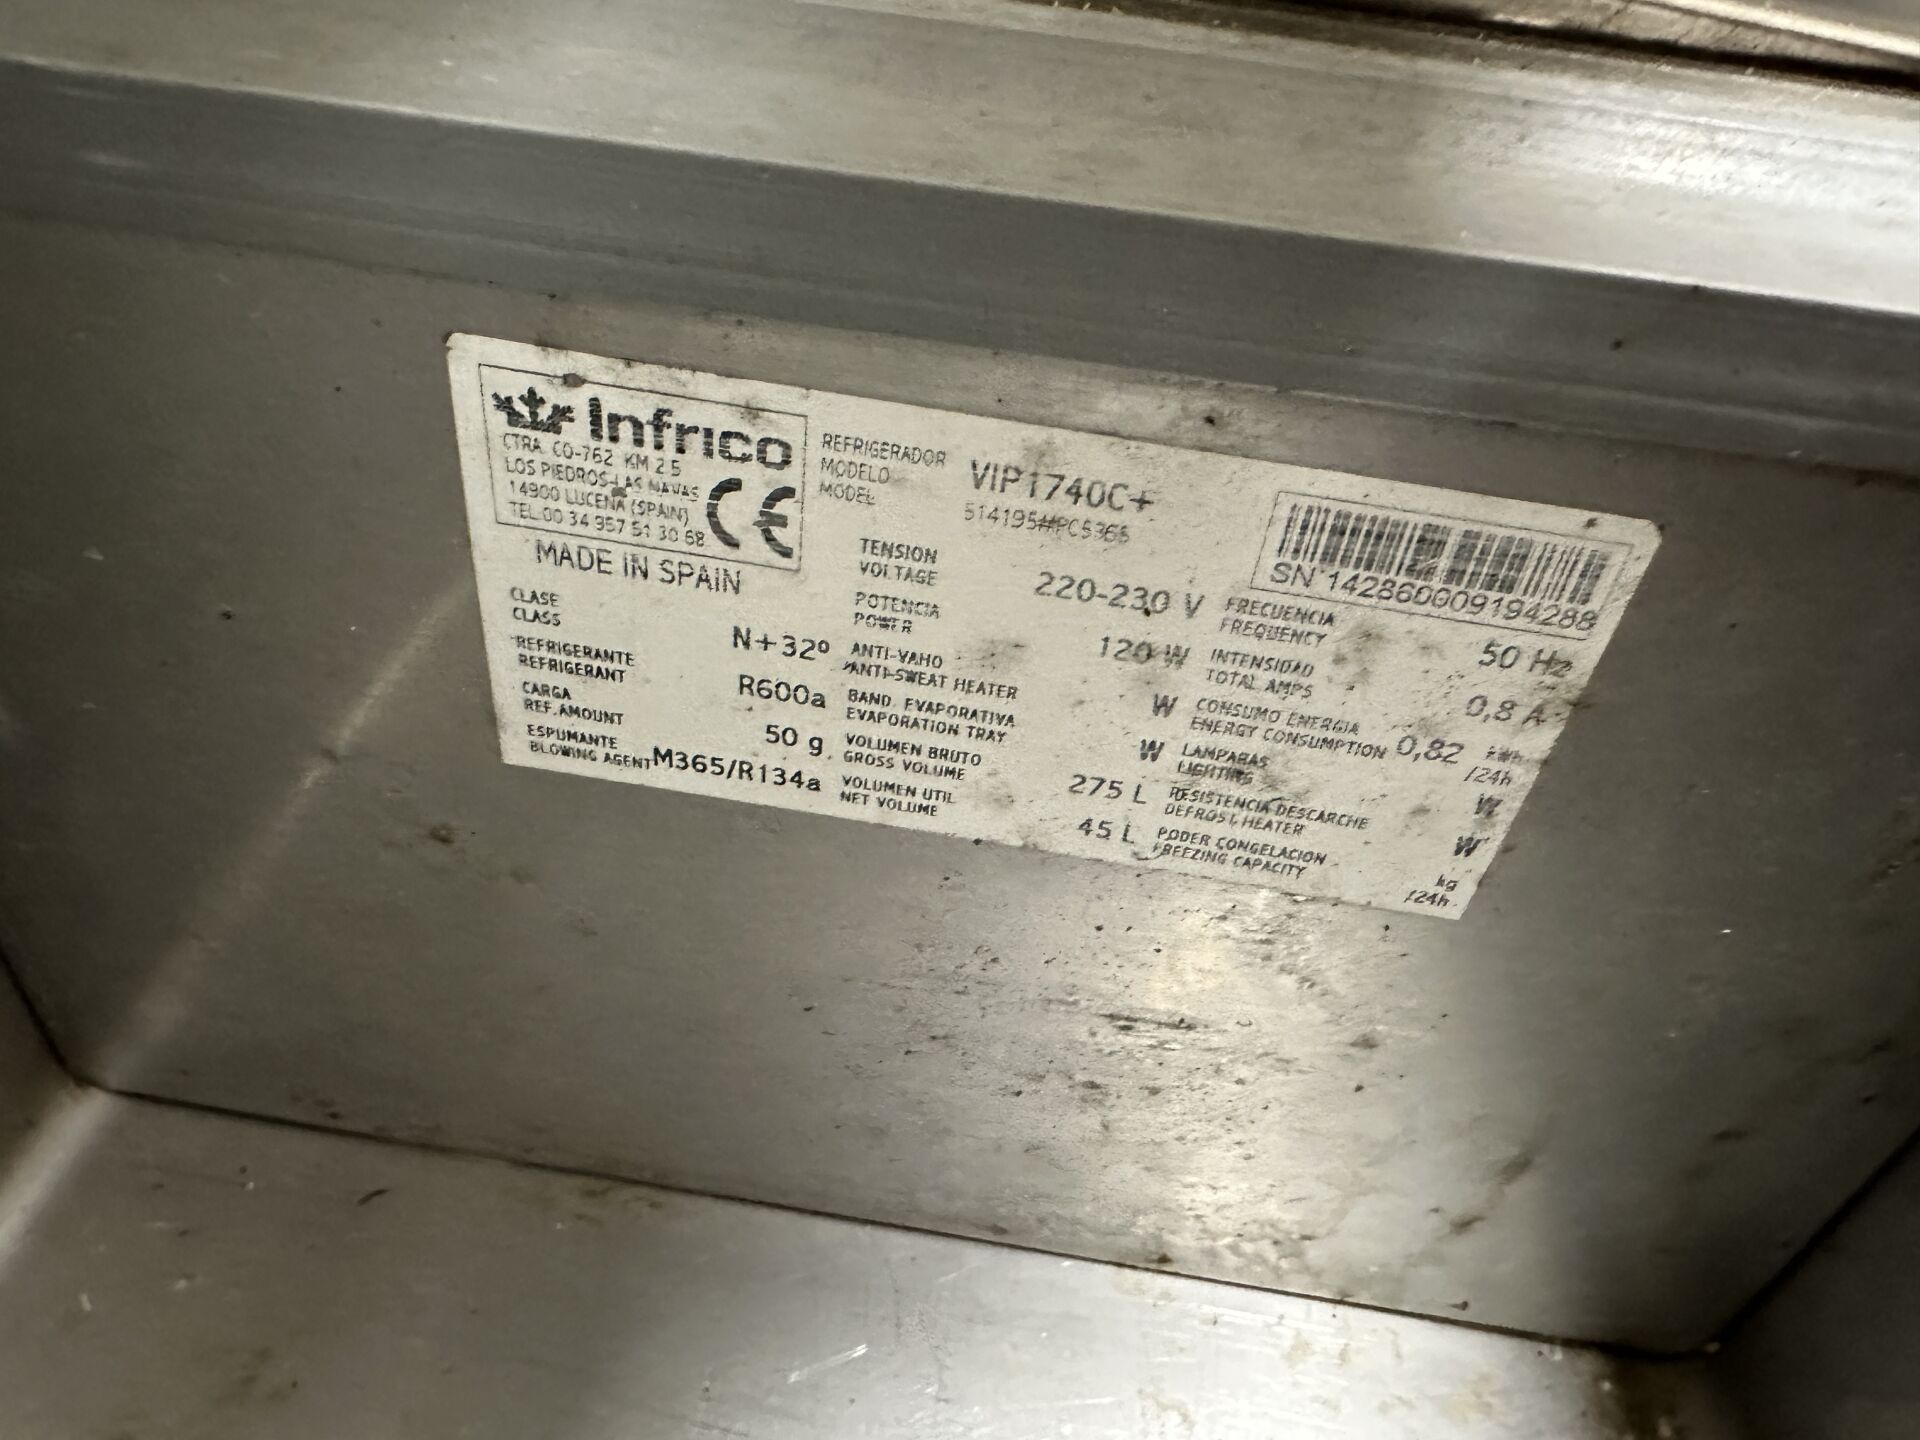 Infrico
CTRA. CO-762 KM 2.5
LOS PIEDROS-LAS NAVAS
14900 LUCENA (SPAIN)
TEL.00 34 957 51 30 68
CE
MADE IN SPAIN
REFRIGERADOR
MODELO
MODEL
VIP1740C+
514195##PC5365
SN 142860009194288
CLASE
CLASS
N+32º
REFRIGERANTE
REFRIGERANT
R600a
CARGA
REF. AMOUNT
50 g.
ESPUMANTE
BLOWING AGENT
M365/R134a
TENSION
VOLTAGE
220-230 V
POTENCIA
POWER
120 W
ANTI-VAHO
ANTI-SWEAT HEATER
W
BAND. EVAPORATIVA
EVAPORATION TRAY
W
VOLUMEN BRUTO
GROSS VOLUME
275 L
VOLUMEN UTIL
NET VOLUME
45 L
FRECUENCIA
FREQUENCY
50 Hz
INTENSIDAD
TOTAL AMPS
0,8 A
CONSUMO ENERGIA
ENERGY CONSUMPTION
0,82 kWh
/24h
LAMPARAS
LIGHTING
W
RESISTENCIA DESCARCHE
DEFROST HEATER
W
PODER CONGELACION
FREEZING CAPACITY
kg
/24h